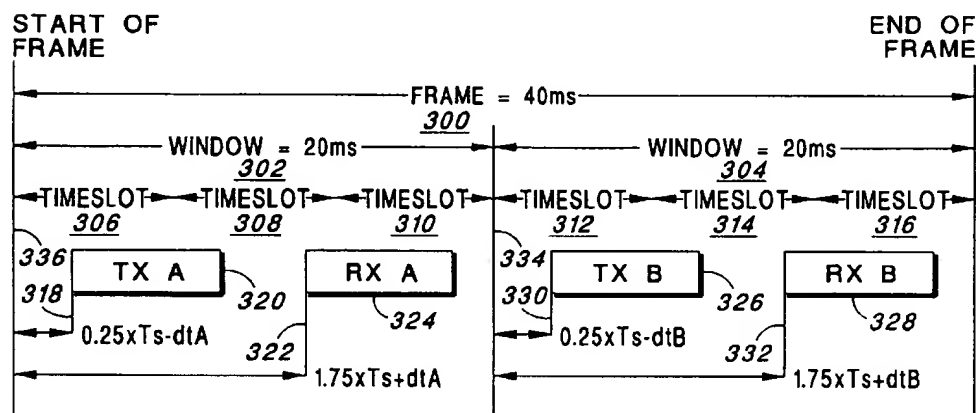 START OF FRAME
END OF FRAME
FRAME = 40ms
300
WINDOW = 20ms
WINDOW = 20ms
302
304
TIMESLOT TIMESLOT TIMESLOT TIMESLOT TIMESLOT TIMESLOT
306 308 310 312 314 316
336 TX A 320 RX A 334 TX B 326 RX B
318 324 330 328
0.25xTs-dtA 322 0.25xTs-dtB 332
1.75xTs+dtA 1.75xTs+dtB